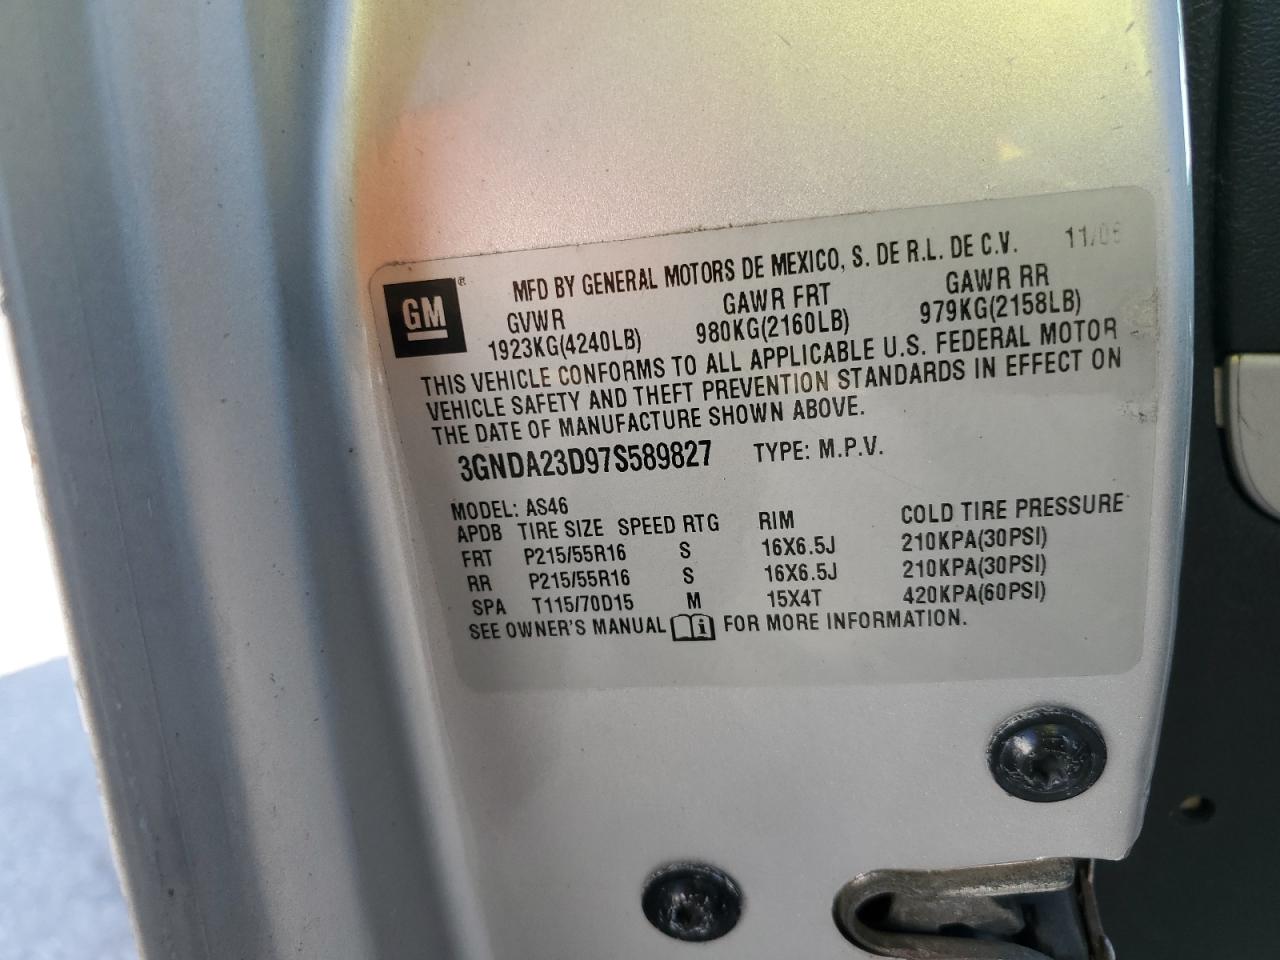 GM ®
MFD BY GENERAL MOTORS DE MEXICO, S. DE R.L. DE C.V. 11/06
GVWR GAWR FRT GAWR RR
1923KG(4240LB) 980KG(2160LB) 979KG(2158LB)
THIS VEHICLE CONFORMS TO ALL APPLICABLE U.S. FEDERAL MOTOR
VEHICLE SAFETY AND THEFT PREVENTION STANDARDS IN EFFECT ON
THE DATE OF MANUFACTURE SHOWN ABOVE.
3GNDA23D97S589827 TYPE: M.P.V.
MODEL: AS46
APDB TIRE SIZE SPEED RTG RIM COLD TIRE PRESSURE
FRT P215/55R16 S 16X6.5J 210KPA(30PSI)
RR P215/55R16 S 16X6.5J 210KPA(30PSI)
SPA T115/70D15 M 15X4T 420KPA(60PSI)
SEE OWNER'S MANUAL i FOR MORE INFORMATION.